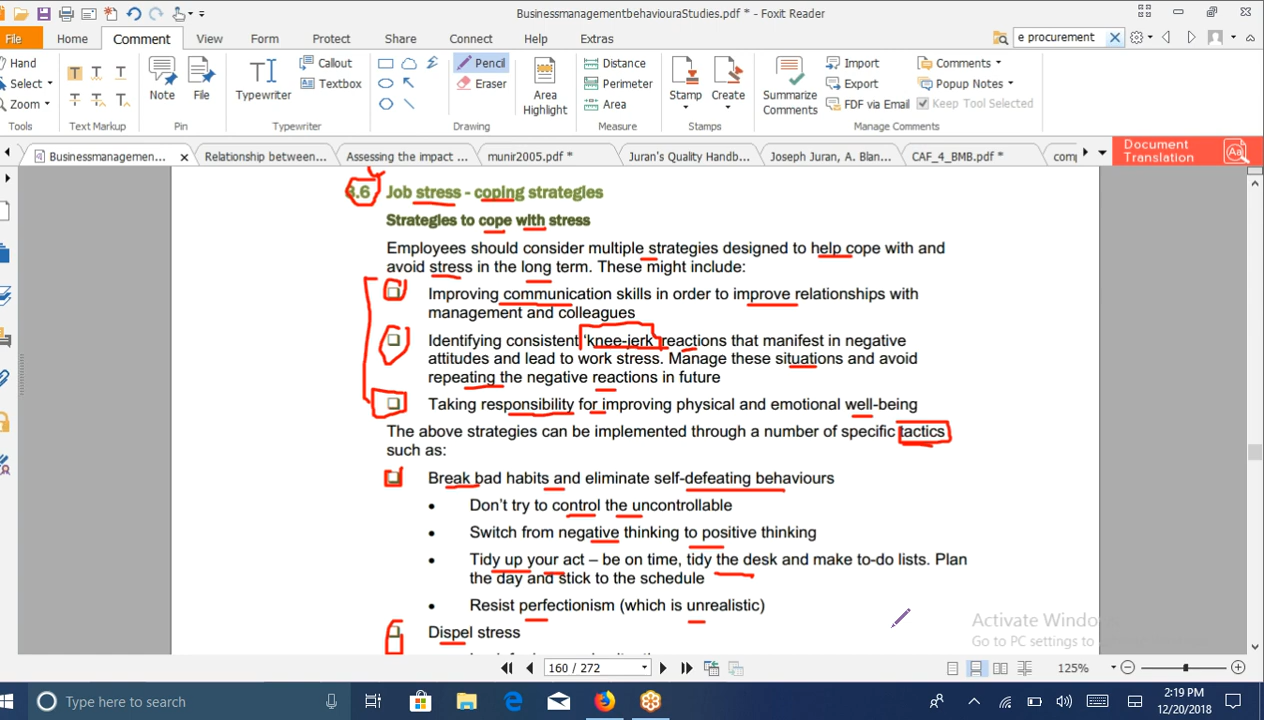 BusinessmanagementbehaviouraStudies.pdf * - Foxit Reader
File Home Comment View Form Protect Share Connect Help Extras
e procurement
Hand
Select
Zoom
Tools
Text Markup
Note
File
Pin
Typewriter
Callout
Textbox
Typewriter
Pencil
Eraser
Area Highlight
Drawing
Distance
Perimeter
Area
Measure
Stamp
Create
Stamps
Summarize Comments
Import
Export
FDF via Email
Comments
Popup Notes
Keep Tool Selected
Manage Comments
Businessmanagemen... Relationship between... Assessing the impact ... munir2005.pdf * Juran's Quality Handb... Joseph Juran, A. Blan... CAF_4_BMB.pdf *
Document
Translation
Job stress - coping strategies
Strategies to cope with stress
Employees should consider multiple strategies designed to help cope with and
avoid stress in the long term. These might include:
❑ Improving communication skills in order to improve relationships with
management and colleagues
❑ Identifying consistent ‘knee-jerk’ reactions that manifest in negative
attitudes and lead to work stress. Manage these situations and avoid
repeating the negative reactions in future
❑ Taking responsibility for improving physical and emotional well-being
The above strategies can be implemented through a number of specific tactics
such as:
❑ Break bad habits and eliminate self-defeating behaviours
• Don’t try to control the uncontrollable
• Switch from negative thinking to positive thinking
• Tidy up your act – be on time, tidy the desk and make to-do lists. Plan
the day and stick to the schedule
• Resist perfectionism (which is unrealistic)
❑ Dispel stress
Activate Windows
Go to PC settings to
160 / 272
125%
Type here to search
2:19 PM
12/20/2018